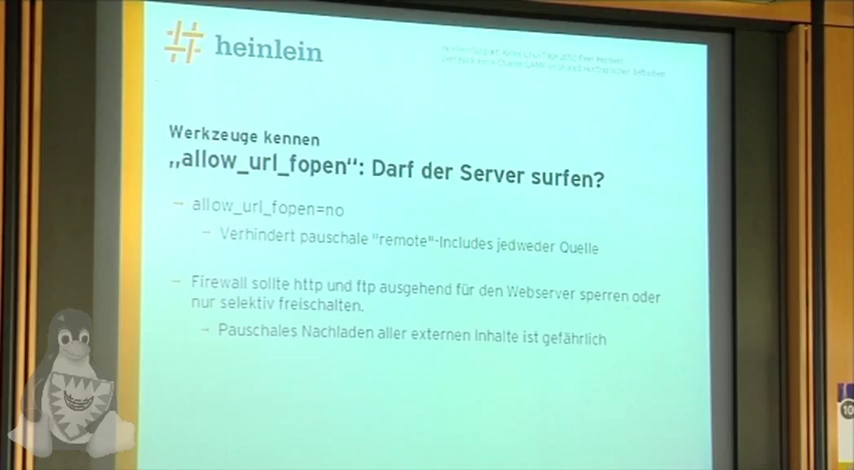 heinlein
Werkzeuge kennen
„allow_url_fopen“: Darf der Server surfen?
→ allow_url_fopen=no
→ Verhindert pauschale "remote"-Includes jedweder Quelle
→ Firewall sollte http und ftp ausgehend für den Webserver sperren oder
nur selektiv freischalten.
→ Pauschales Nachladen aller externen Inhalte ist gefährlich
10